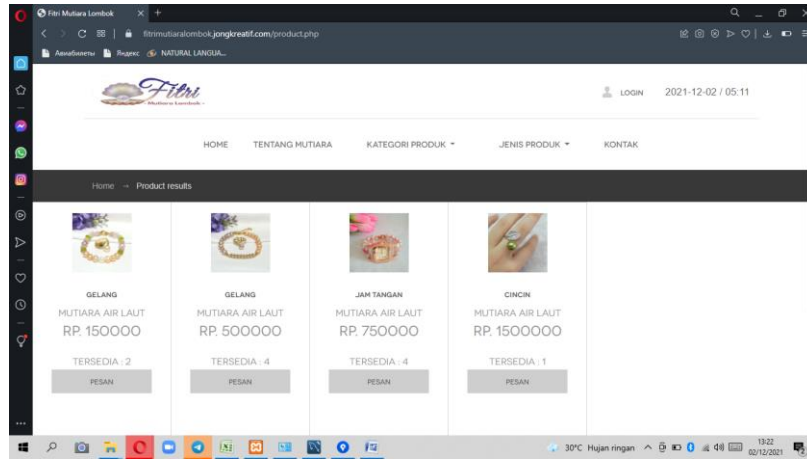 Fitri Mutiara Lombok
fitrimutiaralombok.jongkreatif.com/product.php
Авиабилеты Яндекс NATURAL LANGUA...
Fitri
Mutiara Lombok
LOGIN 2021-12-02 / 05:11
HOME TENTANG MUTIARA KATEGORI PRODUK JENIS PRODUK KONTAK
Home → Product results
GELANG GELANG JAM TANGAN CINCIN
MUTIARA AIR LAUT MUTIARA AIR LAUT MUTIARA AIR LAUT MUTIARA AIR LAUT
RP. 150000 RP. 500000 RP. 750000 RP. 1500000
TERSEDIA : 2 TERSEDIA : 4 TERSEDIA : 4 TERSEDIA : 1
PESAN PESAN PESAN PESAN
30°C Hujan ringan 13:22
02/12/2021